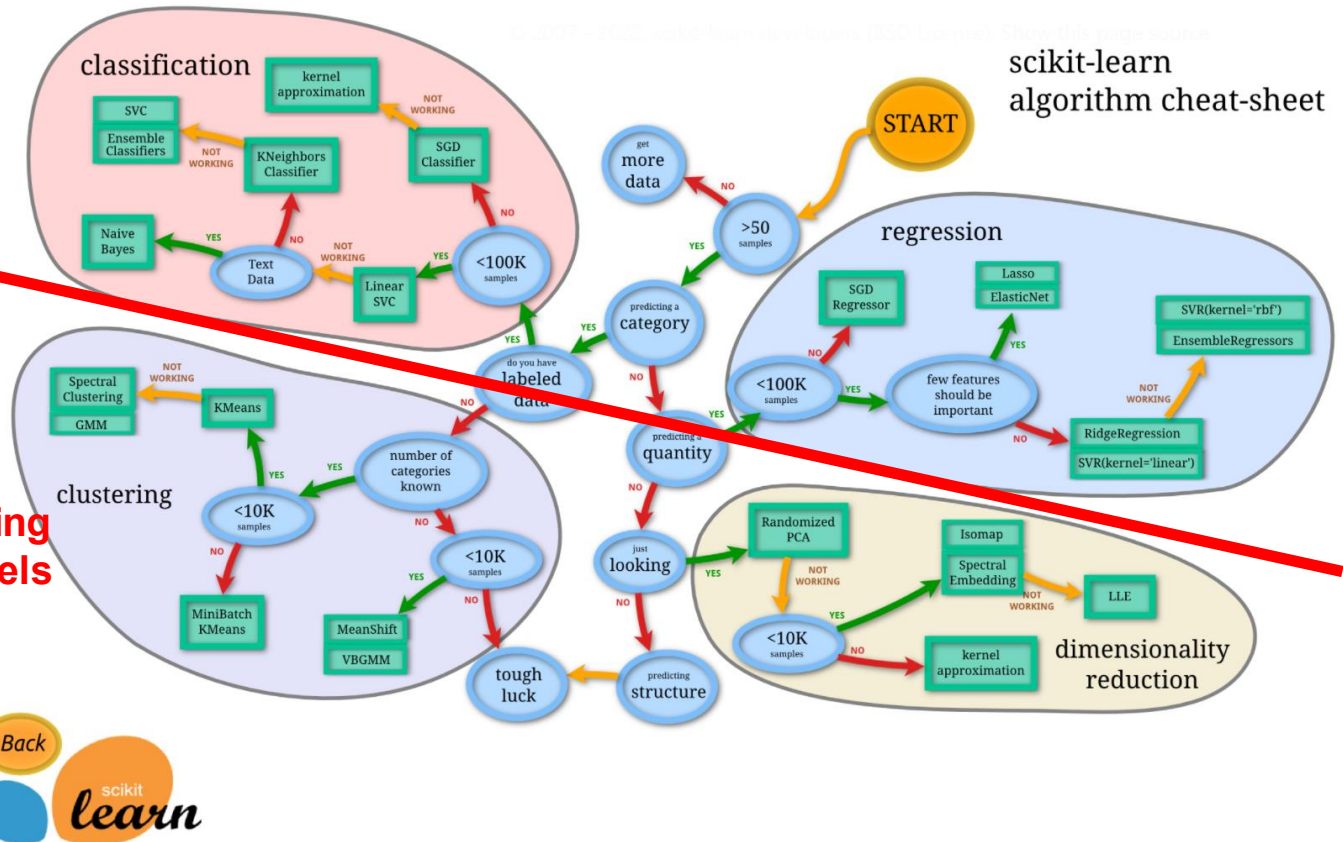 scikit-learn
algorithm cheat-sheet
START
classification
kernel
approximation
NOT
WORKING
SVC
Ensemble
Classifiers
NOT
WORKING
KNeighbors
Classifier
SGD
Classifier
NO
Naive
Bayes
YES
NO
Text
Data
NOT
WORKING
Linear
SVC
YES
<100K
samples
YES
get
more
data
NO
>50
samples
YES
predicting a
category
YES
NO
do you have
labeled
data
NO
predicting a
quantity
YES
NO
just
looking
YES
NO
predicting
structure
tough
luck
regression
SGD
Regressor
NO
<100K
samples
YES
Lasso
ElasticNet
YES
few features
should be
important
NO
SVR(kernel='rbf')
EnsembleRegressors
NOT
WORKING
RidgeRegression
SVR(kernel='linear')
clustering
Spectral
Clustering
GMM
NOT
WORKING
KMeans
YES
<10K
samples
YES
number of
categories
known
NO
NO
MiniBatch
KMeans
<10K
samples
YES
NO
MeanShift
VBGMM
ing
els
dimensionality
reduction
Randomized
PCA
NOT
WORKING
<10K
samples
YES
NO
Isomap
Spectral
Embedding
NOT
WORKING
LLE
kernel
approximation
Back
scikit
learn